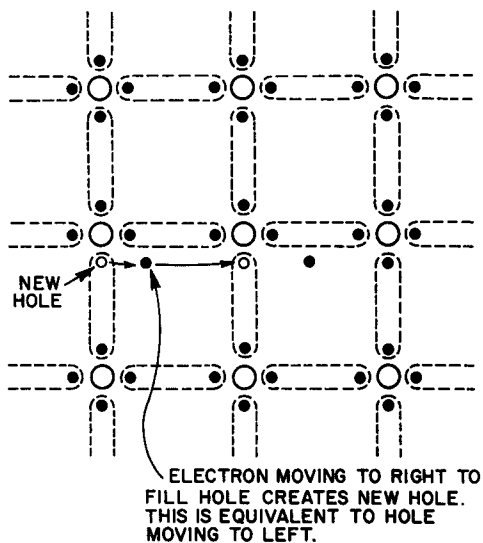 NEW
HOLE
ELECTRON MOVING TO RIGHT TO
FILL HOLE CREATES NEW HOLE.
THIS IS EQUIVALENT TO HOLE
MOVING TO LEFT.